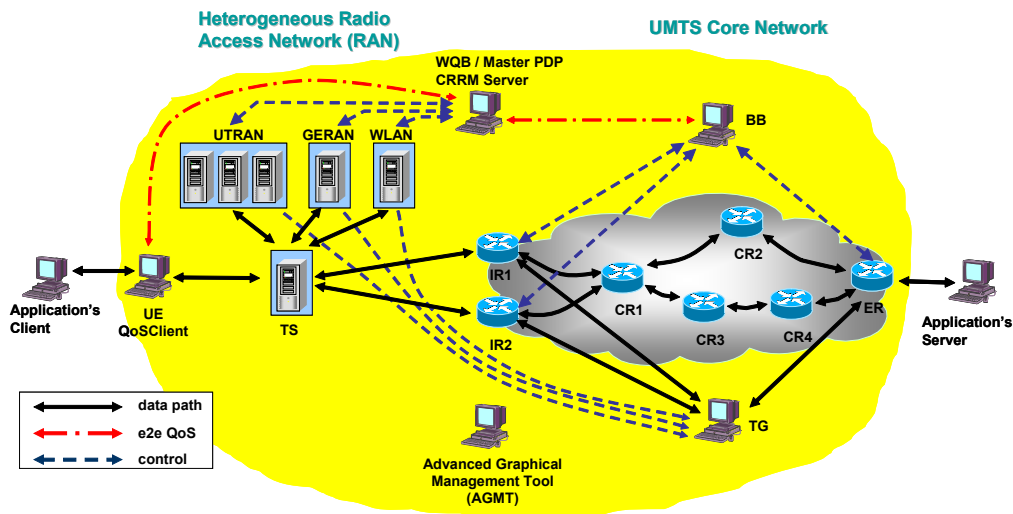 Heterogeneous Radio
Access Network (RAN)
UMTS Core Network
WQB / Master PDP
CRRM Server
UTRAN
GERAN
WLAN
BB
CR2
IR1
CR1
ER
CR3
CR4
IR2
TS
UE
QoSClient
Application's
Client
Application's
Server
TG
data path
e2e QoS
control
Advanced Graphical
Management Tool
(AGMT)